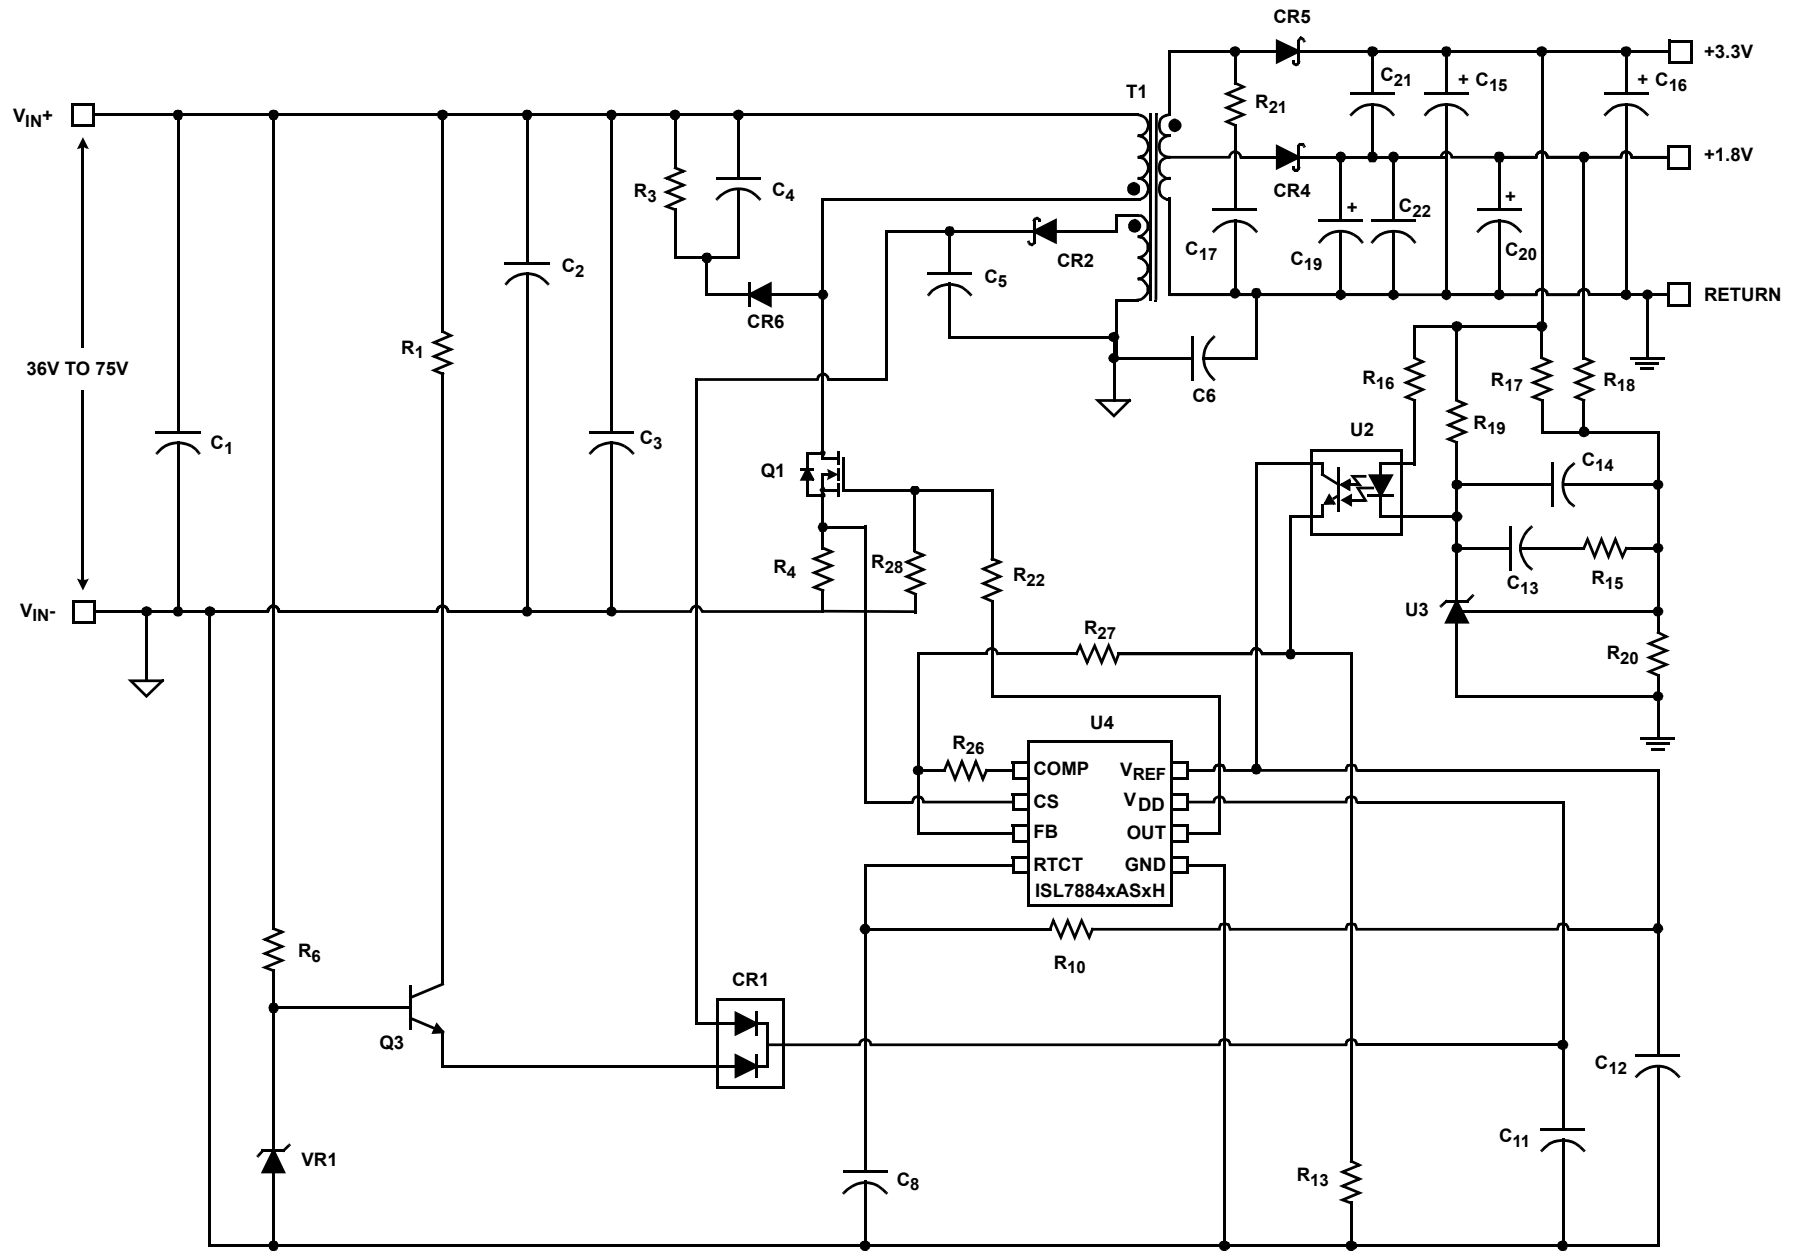 CR5
+3.3V
C21
+ C15
+ C16
T1
R21
VIN+
+1.8V
R3
C4
CR4
+
C22
+
C17
C19
C20
CR2
C2
C5
RETURN
CR6
R1
36V TO 75V
C6
R16
R17
R18
C1
C3
R19
U2
Q1
C14
R4
R28
R22
C13
R15
VIN-
U3
R27
R20
U4
R26
COMP
VREF
CS
VDD
FB
OUT
RTCT
GND
ISL7884xASxH
R6
R10
CR1
Q3
C12
C11
VR1
C8
R13